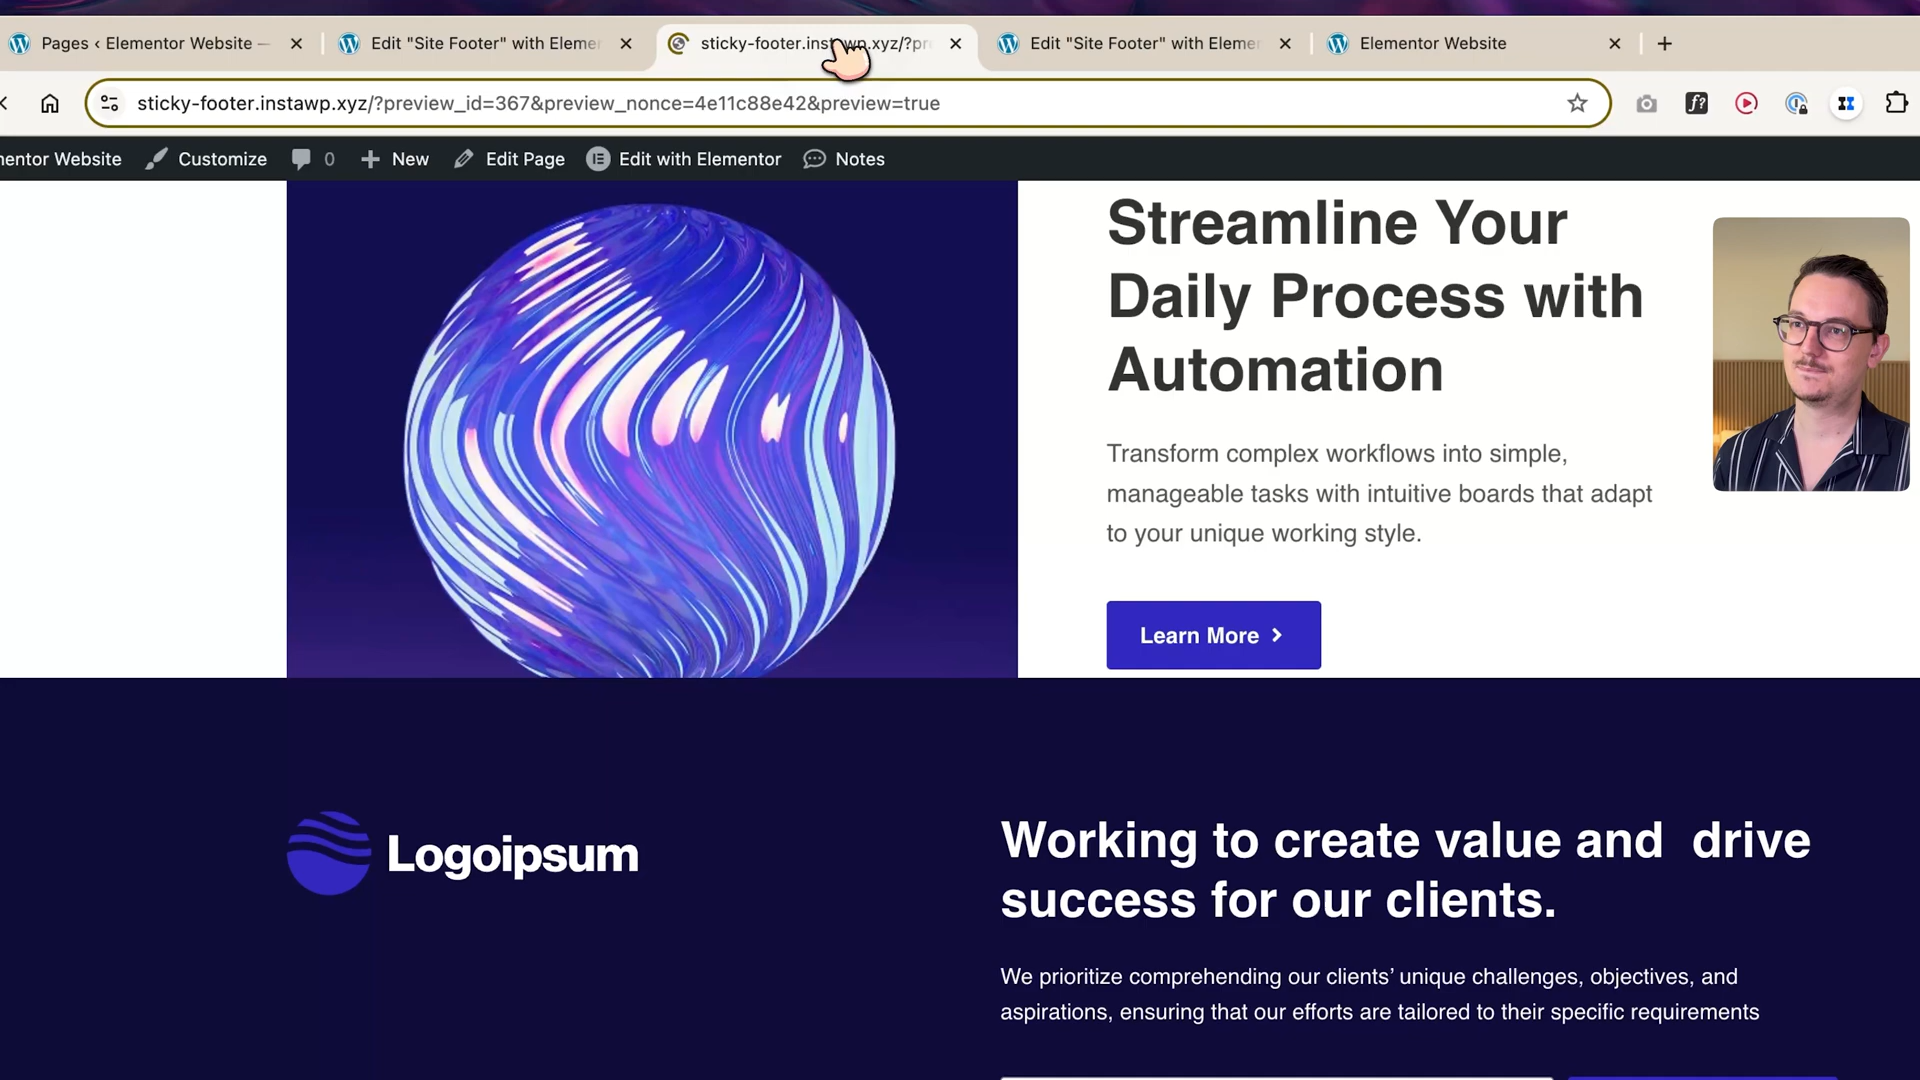 Pages ‹ Elementor Website —
Edit "Site Footer" with Eleme
sticky-footer.instawp.xyz/?pr
Edit "Site Footer" with Eleme
Elementor Website
sticky-footer.instawp.xyz/?preview_id=367&preview_nonce=4e11c88e42&preview=true
f?
mentor Website
Customize
0
New
Edit Page
Edit with Elementor
Notes
Streamline Your
Daily Process with
Automation
Transform complex workflows into simple,
manageable tasks with intuitive boards that adapt
to your unique working style.
Learn More
Logoipsum
Working to create value and  drive
success for our clients.
We prioritize comprehending our clients’ unique challenges, objectives, and
aspirations, ensuring that our efforts are tailored to their specific requirements